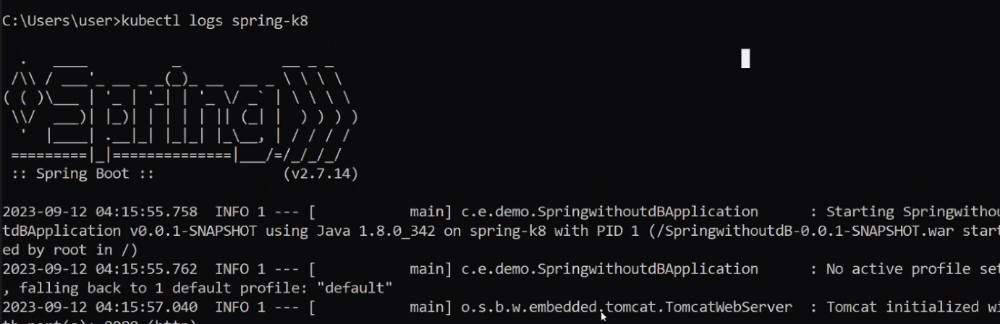 C:\Users\user>kubectl logs spring-k8
  .   ____          _            __ _ _
 /\\ / ___'_ __ _ _(_)_ __  __ _ \ \ \ \
( ( )\___ | '_ | '_| | '_ \/ _` | \ \ \ \
 \\/  ___)| |_)| | | | | || (_| |  ) ) ) )
  '  |____| .__|_| |_|_| |_\__, | / / / /
 =========|_|==============|___/=/_/_/_/
 :: Spring Boot ::               (v2.7.14)
2023-09-12 04:15:55.758  INFO 1 --- [           main] c.e.demo.SpringwithoutdBApplication      : Starting Springwithou
tdBApplication v0.0.1-SNAPSHOT using Java 1.8.0_342 on spring-k8 with PID 1 (/SpringwithoutdB-0.0.1-SNAPSHOT.war start
ed by root in /)
2023-09-12 04:15:55.762  INFO 1 --- [           main] c.e.demo.SpringwithoutdBApplication      : No active profile set
, falling back to 1 default profile: "default"
2023-09-12 04:15:57.040  INFO 1 --- [           main] o.s.b.w.embedded.tomcat.TomcatWebServer  : Tomcat initialized wi
th port(s): (http)